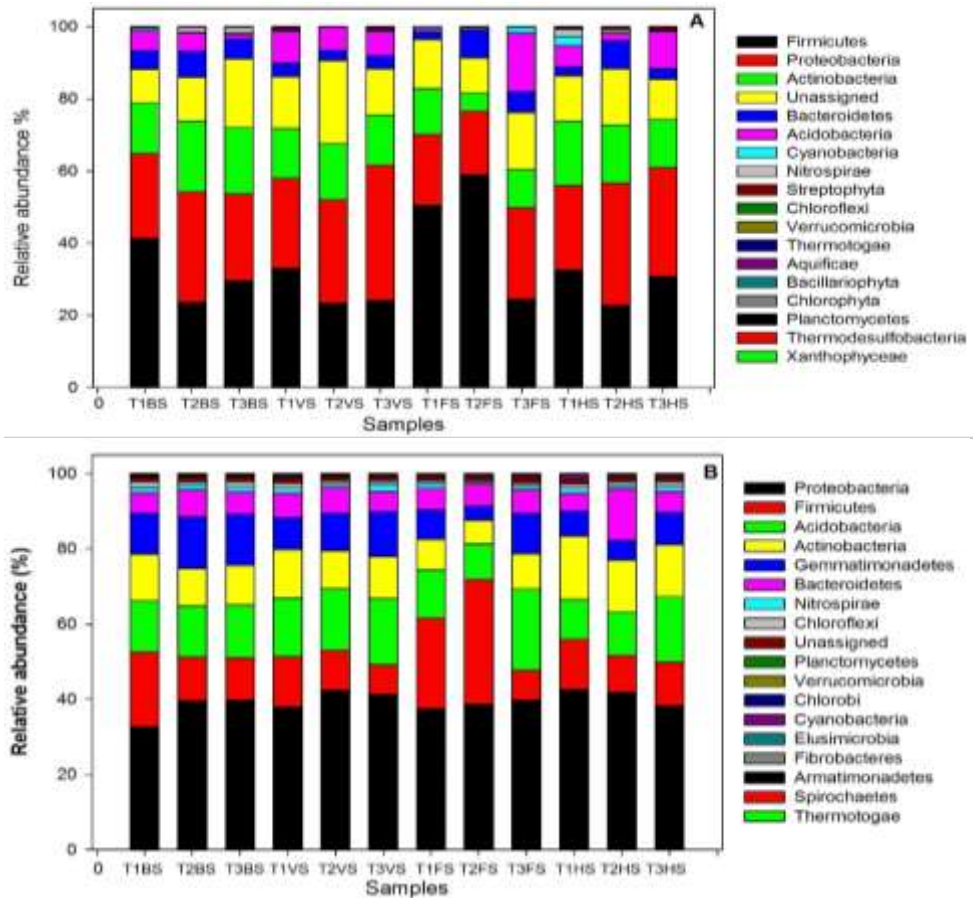 A
Relative abundance %
100
80
60
40
20
0
0 T1BS T2BS T3BS T1VS T2VS T3VS T1FS T2FS T3FS T1HS T2HS T3HS
Samples
Firmicutes
Proteobacteria
Actinobacteria
Unassigned
Bacteroidetes
Acidobacteria
Cyanobacteria
Nitrospirae
Streptophyta
Chloroflexi
Verrucomicrobia
Thermotogae
Aquificae
Bacillariophyta
Chlorophyta
Planctomycetes
Thermodesulfobacteria
Xanthophyceae
B
Relative abundance (%)
100
80
60
40
20
0
0 T1BS T2BS T3BS T1VS T2VS T3VS T1FS T2FS T3FS T1HS T2HS T3HS
Samples
Proteobacteria
Firmicutes
Acidobacteria
Actinobacteria
Gemmatimonadetes
Bacteroidetes
Nitrospirae
Chloroflexi
Unassigned
Planctomycetes
Verrucomicrobia
Chlorobi
Cyanobacteria
Elusimicrobia
Fibrobacteres
Armatimonadetes
Spirochaetes
Thermotogae